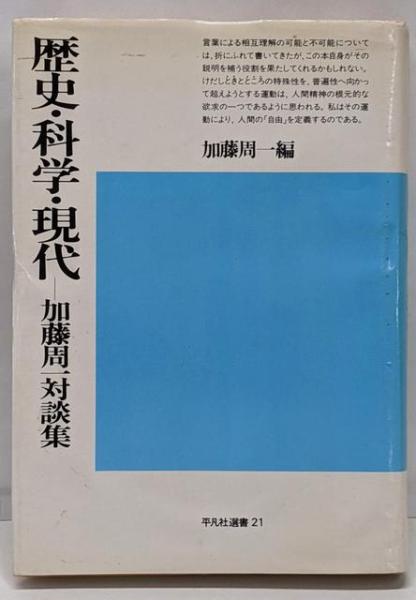 歴史・科学・現代
―加藤周一対談集
言葉による相互理解の可能と不可能について
は、折にふれて書いてきたが、この本自身がその
説明を補う役割を果たしてくれるかもしれない。
けだしときとところの特殊性を、普遍性へ向かっ
て超えようとする運動は、人間精神の根元的な
欲求の一つであるように思われる。私はその運
動により、人間の「自由」を定義するのである。
加藤周一編
平凡社選書 21